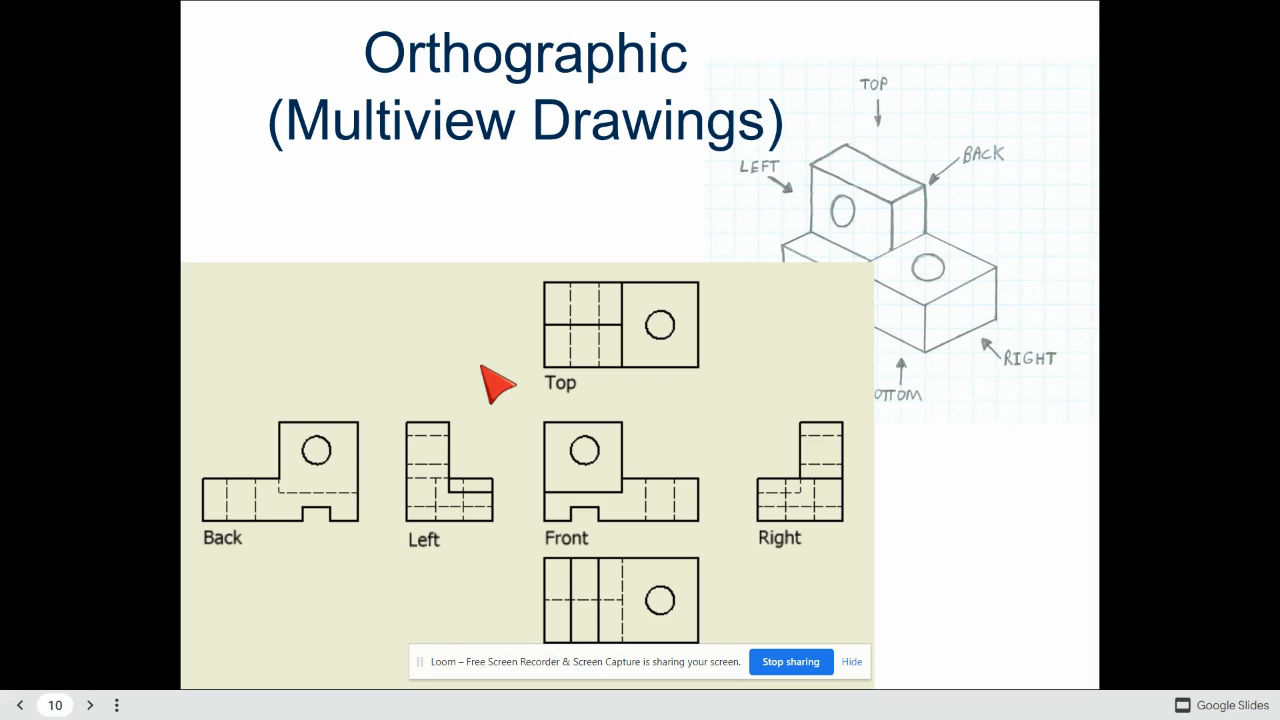 Orthographic
(Multiview Drawings)
TOP
LEFT
BACK
RIGHT
OTTOM
Top
Back
Left
Front
Right
Loom – Free Screen Recorder & Screen Capture is sharing your screen.
Stop sharing
Hide
10
Google Slides